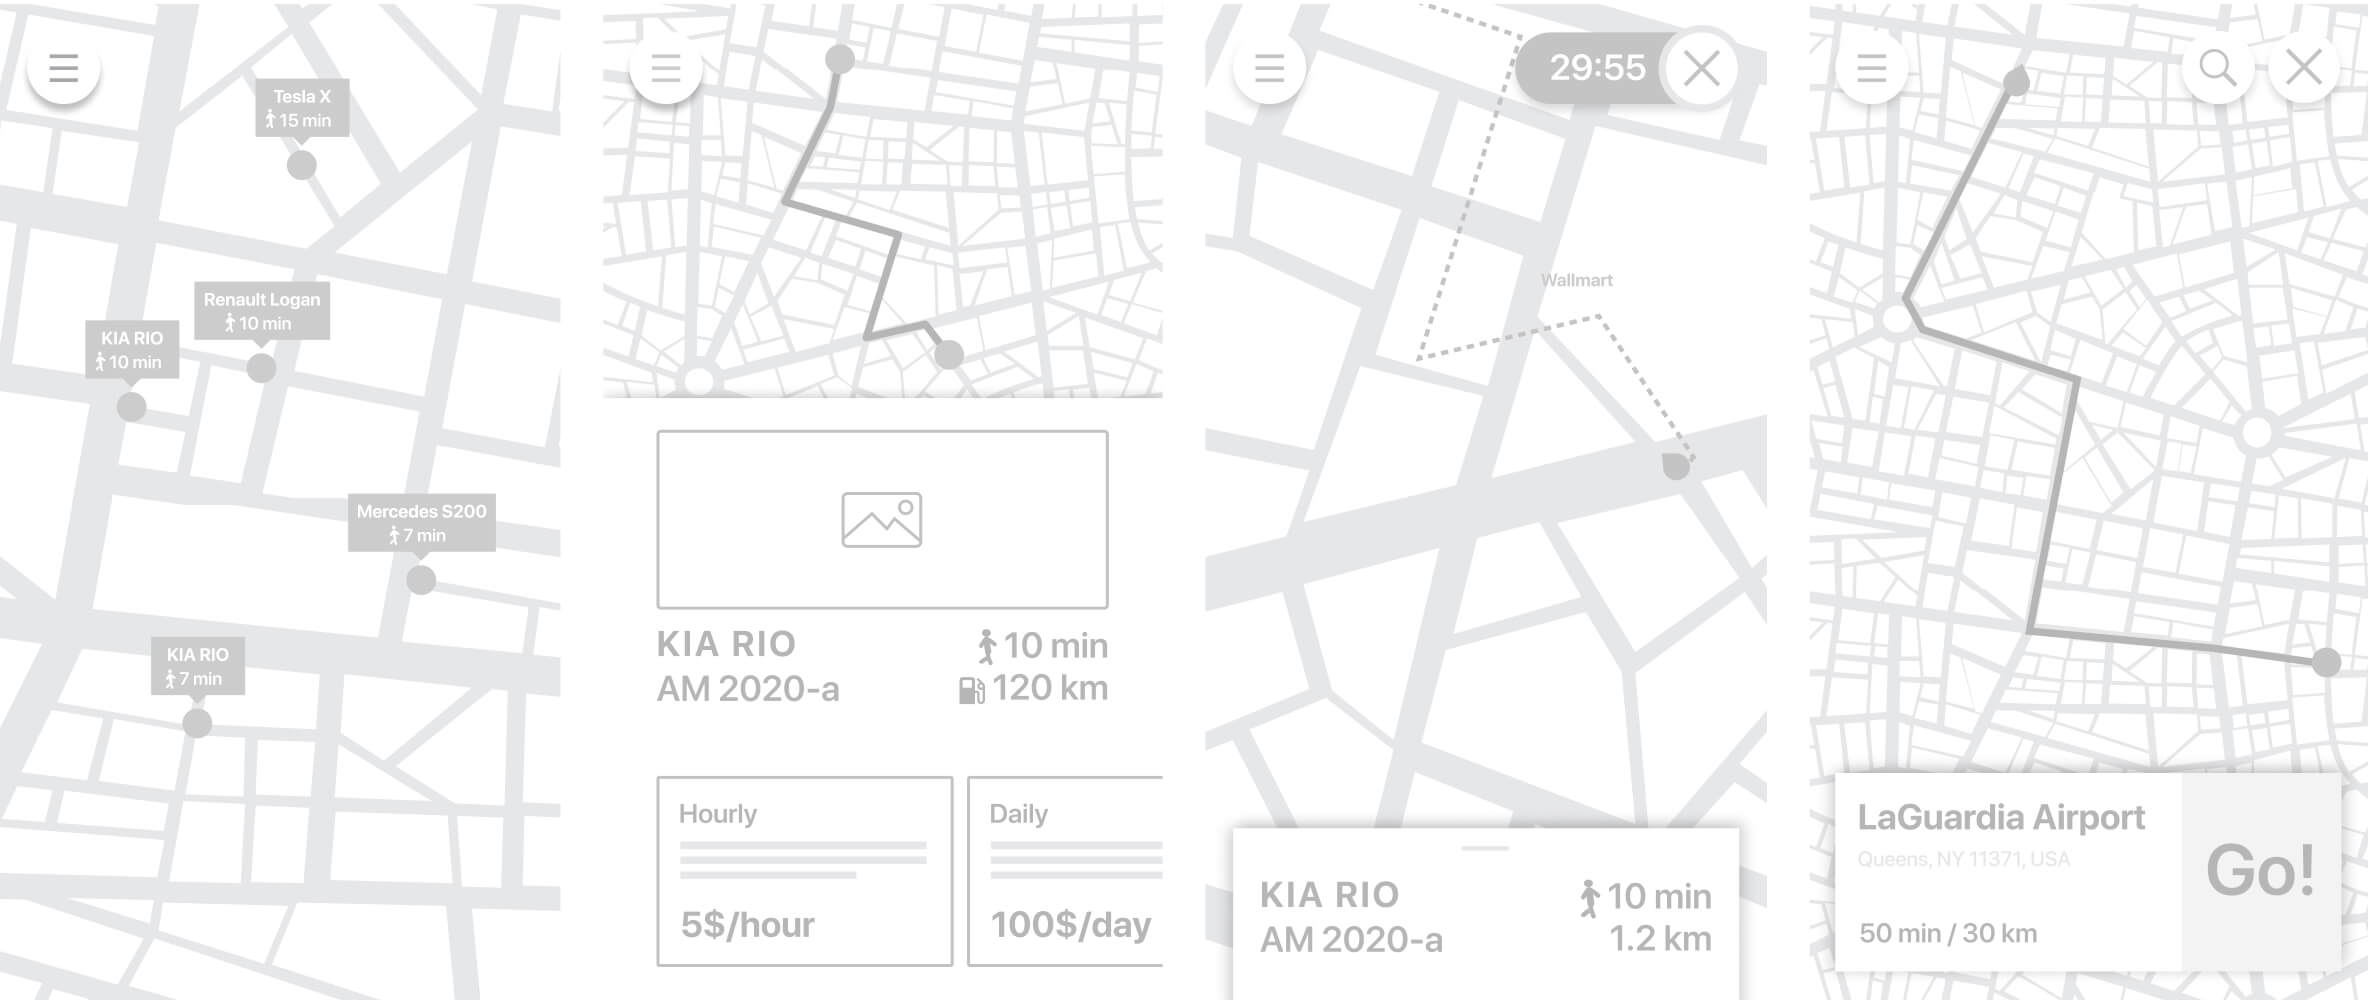 Tesla X
15 min
Renault Logan
10 min
KIA RIO
10 min
Mercedes S200
7 min
KIA RIO
7 min
KIA RIO
10 min
AM 2020-a
120 km
Hourly
5$/hour
Daily
100$/day
29:55
Wallmart
KIA RIO
10 min
AM 2020-a
1.2 km
LaGuardia Airport
Queens, NY 11371, USA
50 min / 30 km
Go!